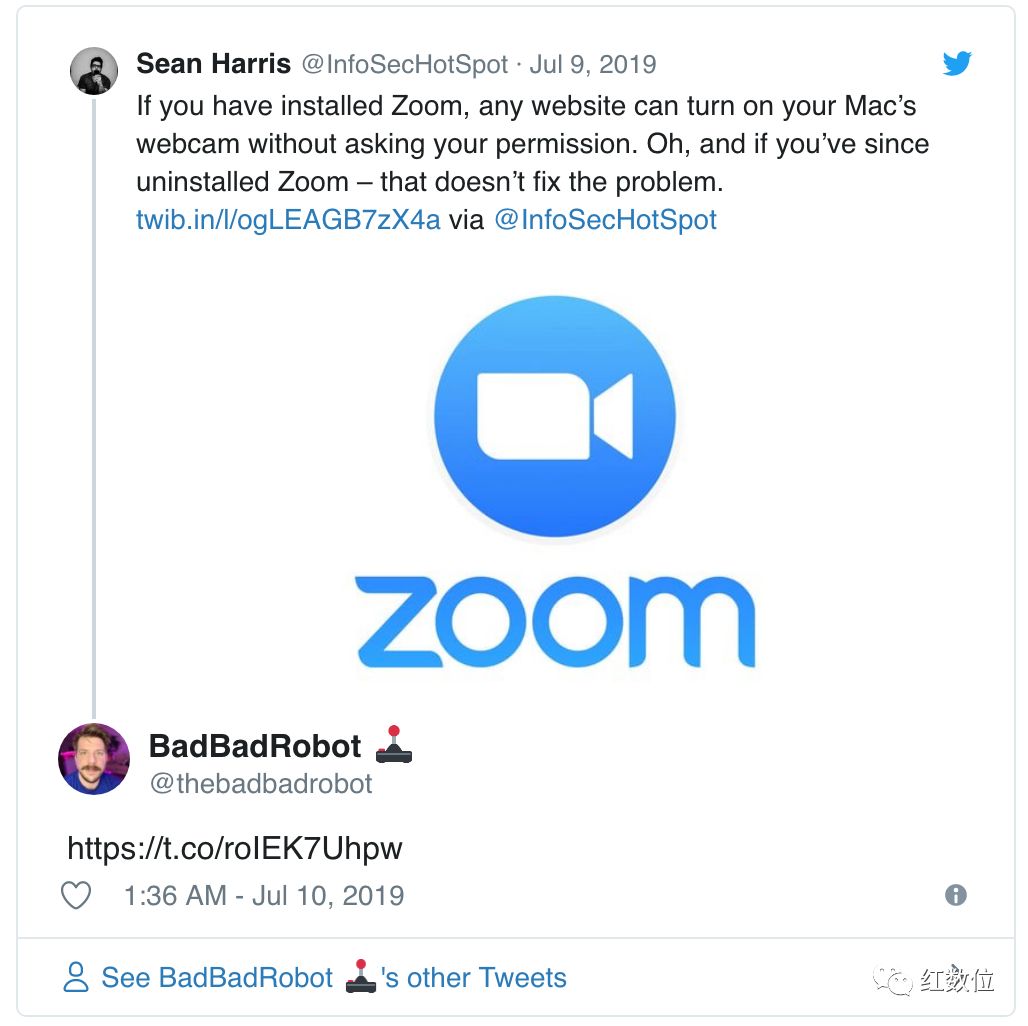 Sean Harris @InfoSecHotSpot · Jul 9, 2019
If you have installed Zoom, any website can turn on your Mac’s
webcam without asking your permission. Oh, and if you’ve since
uninstalled Zoom – that doesn’t fix the problem.
twib.in/l/ogLEAGB7zX4a via @InfoSecHotSpot
zoom
BadBadRobot 🕹
@thebadbadrobot
https://t.co/roIEK7Uhpw
1:36 AM - Jul 10, 2019
See BadBadRobot 🕹's other Tweets
红数位